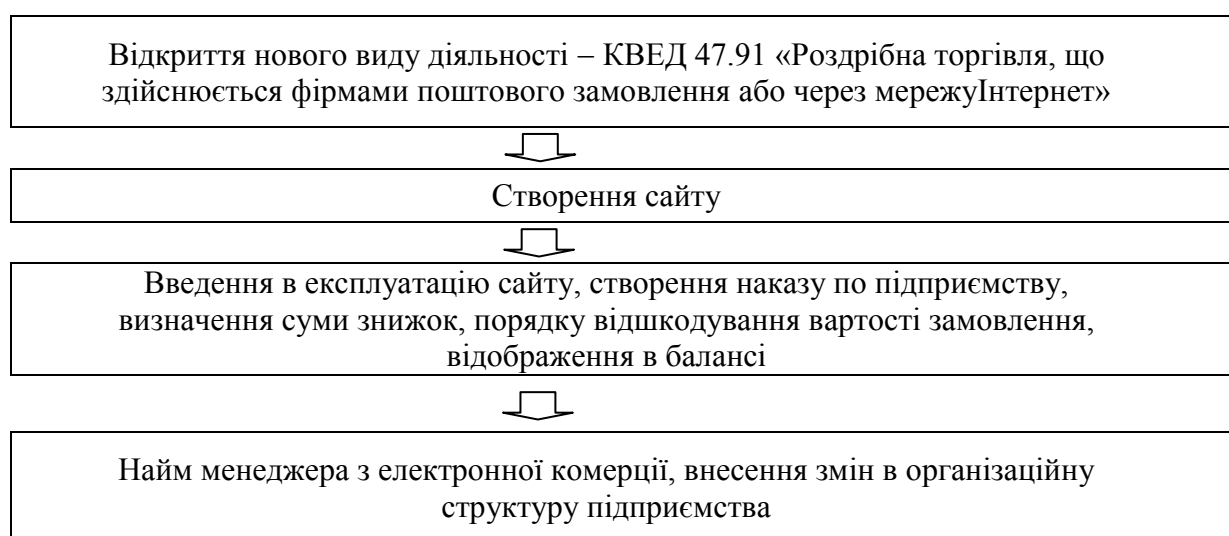 Відкриття нового виду діяльності – КВЕД 47.91 «Роздрібна торгівля, що
здійснюється фірмами поштового замовлення або через мережуІнтернет»
Створення сайту
Введення в експлуатацію сайту, створення наказу по підприємству,
визначення суми знижок, порядку відшкодування вартості замовлення,
відображення в балансі
Найм менеджера з електронної комерції, внесення змін в організаційну
структуру підприємства